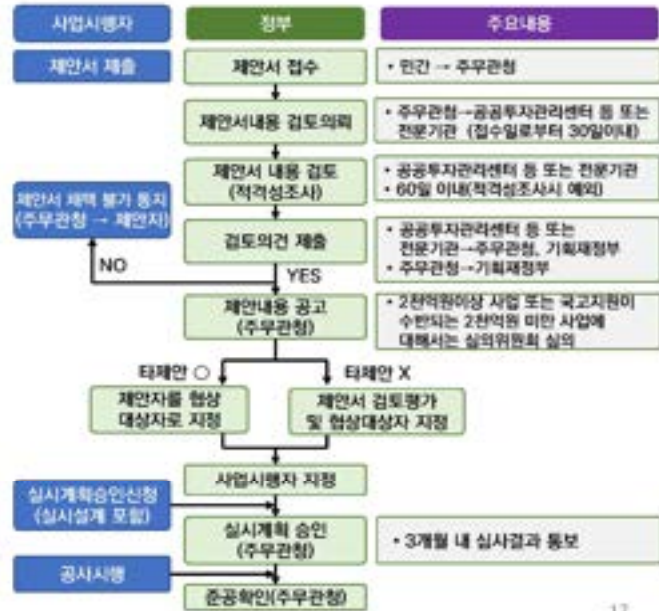 사업시행자
정부
주요내용
제안서 제출
제안서 접수
• 민간 → 주무관청
제안서내용 검토의뢰
• 주무관청→공공투자관리센터 등 또는
전문기관 (접수일로부터 30일이내)
제안서 내용 검토
(적격성조사)
• 공공투자관리센터 등 또는 전문기관
• 60일 이내(적격성조사시 예외)
제안서 채택 불가 통지
(주무관청 → 제안자)
검토의견 제출
• 공공투자관리센터 등 또는
전문기관→주무관청, 기획재정부
• 주무관청→기획재정부
NO
YES
제안내용 공고
(주무관청)
• 2천억원이상 사업 또는 국고지원이
수반되는 2천억원 미만 사업에
대해서는 심의위원회 심의
타제안 ○
타제안 X
제안자를 협상
대상자로 지정
제안서 검토평가
및 협상대상자 지정
사업시행자 지정
실시계획승인신청
(실시설계 포함)
실시계획 승인
(주무관청)
• 3개월 내 심사결과 통보
공사시행
준공확인(주무관청)